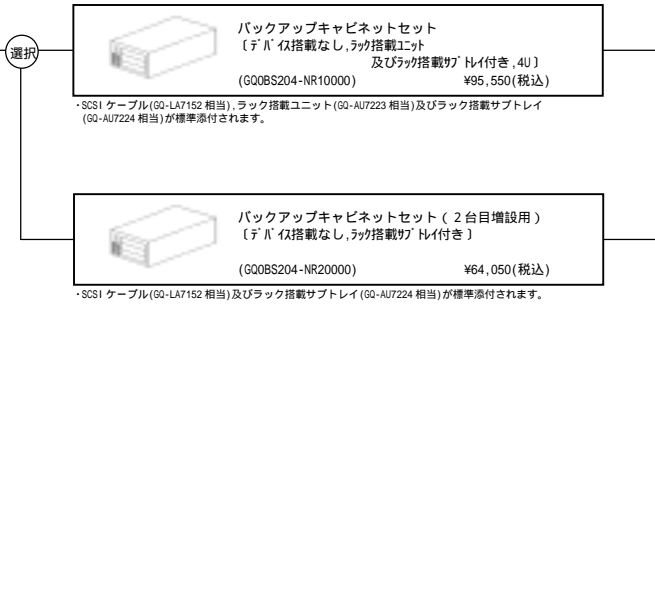 選択
バックアップキャビネットセット
〔ﾃﾞﾊﾞｲｽ搭載なし,ﾗｯｸ搭載ﾕﾆｯﾄ
及びﾗｯｸ搭載ｻﾌﾞﾄﾚｲ付き,4U〕
(GQ0BS204-NR10000) ¥95,550(税込)
・SCSI ケーブル(GQ-LA7152 相当),ラック搭載ユニット(GQ-AU7223 相当)及びラック搭載サブトレイ
(GQ-AU7224 相当)が標準添付されます。
バックアップキャビネットセット(２台目増設用)
〔ﾃﾞﾊﾞｲｽ搭載なし,ﾗｯｸ搭載ｻﾌﾞﾄﾚｲ付き〕
(GQ0BS204-NR20000) ¥64,050(税込)
・SCSI ケーブル(GQ-LA7152 相当)及びラック搭載サブトレイ(GQ-AU7224 相当)が標準添付されます。